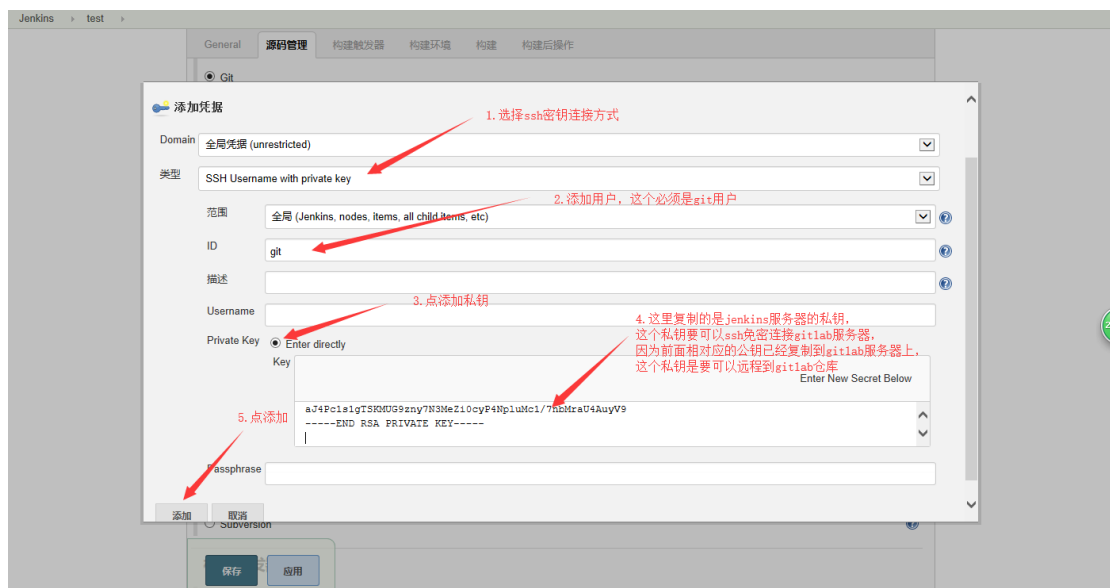 Jenkins › test ›
General 源码管理 构建触发器 构建环境 构建 构建后操作
Git
添加凭据
1.选择ssh密钥连接方式
Domain 全局凭据 (unrestricted)
类型 SSH Username with private key
2.添加用户，这个必须是git用户
范围 全局 (Jenkins, nodes, items, all child items, etc)
ID git
描述
3.点添加私钥
Username
4.这里复制的是jenkins服务器的私钥，
这个私钥要可以ssh免密连接gitlab服务器，
因为前面相对应的公钥已经复制到gitlab服务器上，
这个私钥是要可以远程到gitlab仓库
Private Key Enter directly
Key
Enter New Secret Below
-----END RSA PRIVATE KEY-----
5.点添加
Passphrase
添加 取消
Subversion
保存 应用